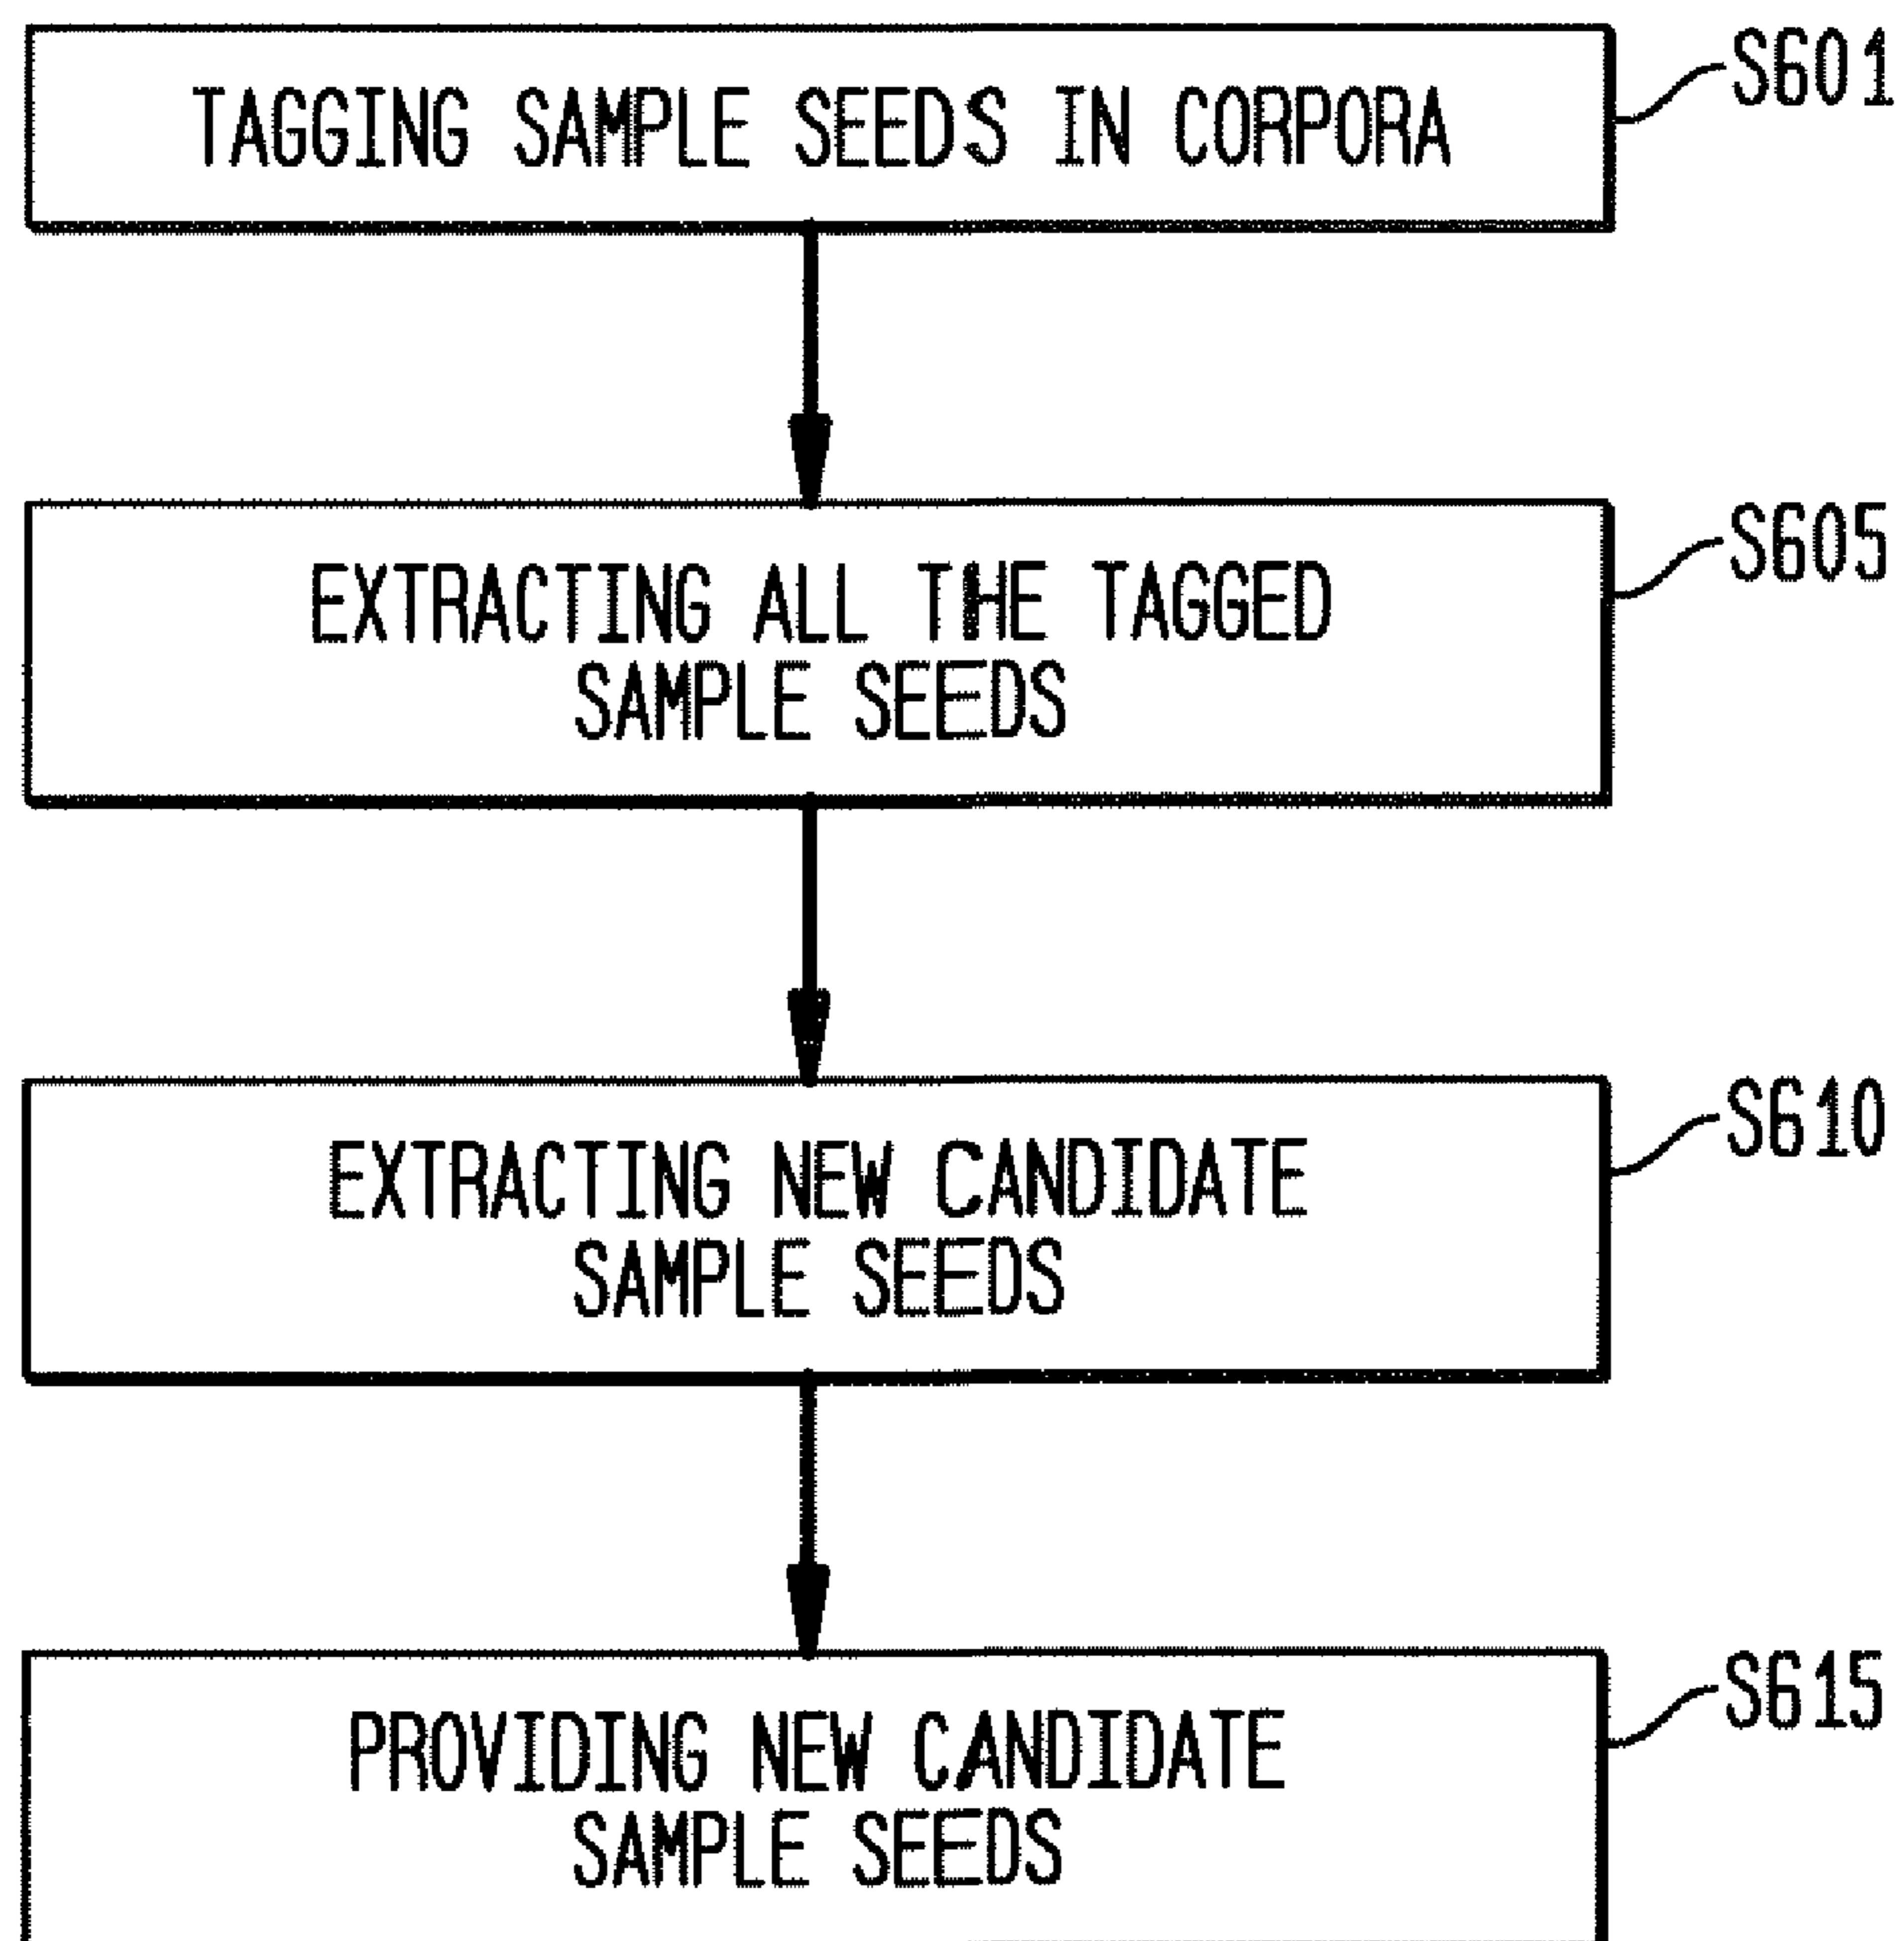 TAGGING SAMPLE SEEDS IN CORPORA
S601
EXTRACTING ALL THE TAGGED
SAMPLE SEEDS
S605
EXTRACTING NEW CANDIDATE
SAMPLE SEEDS
S610
PROVIDING NEW CANDIDATE
SAMPLE SEEDS
S615